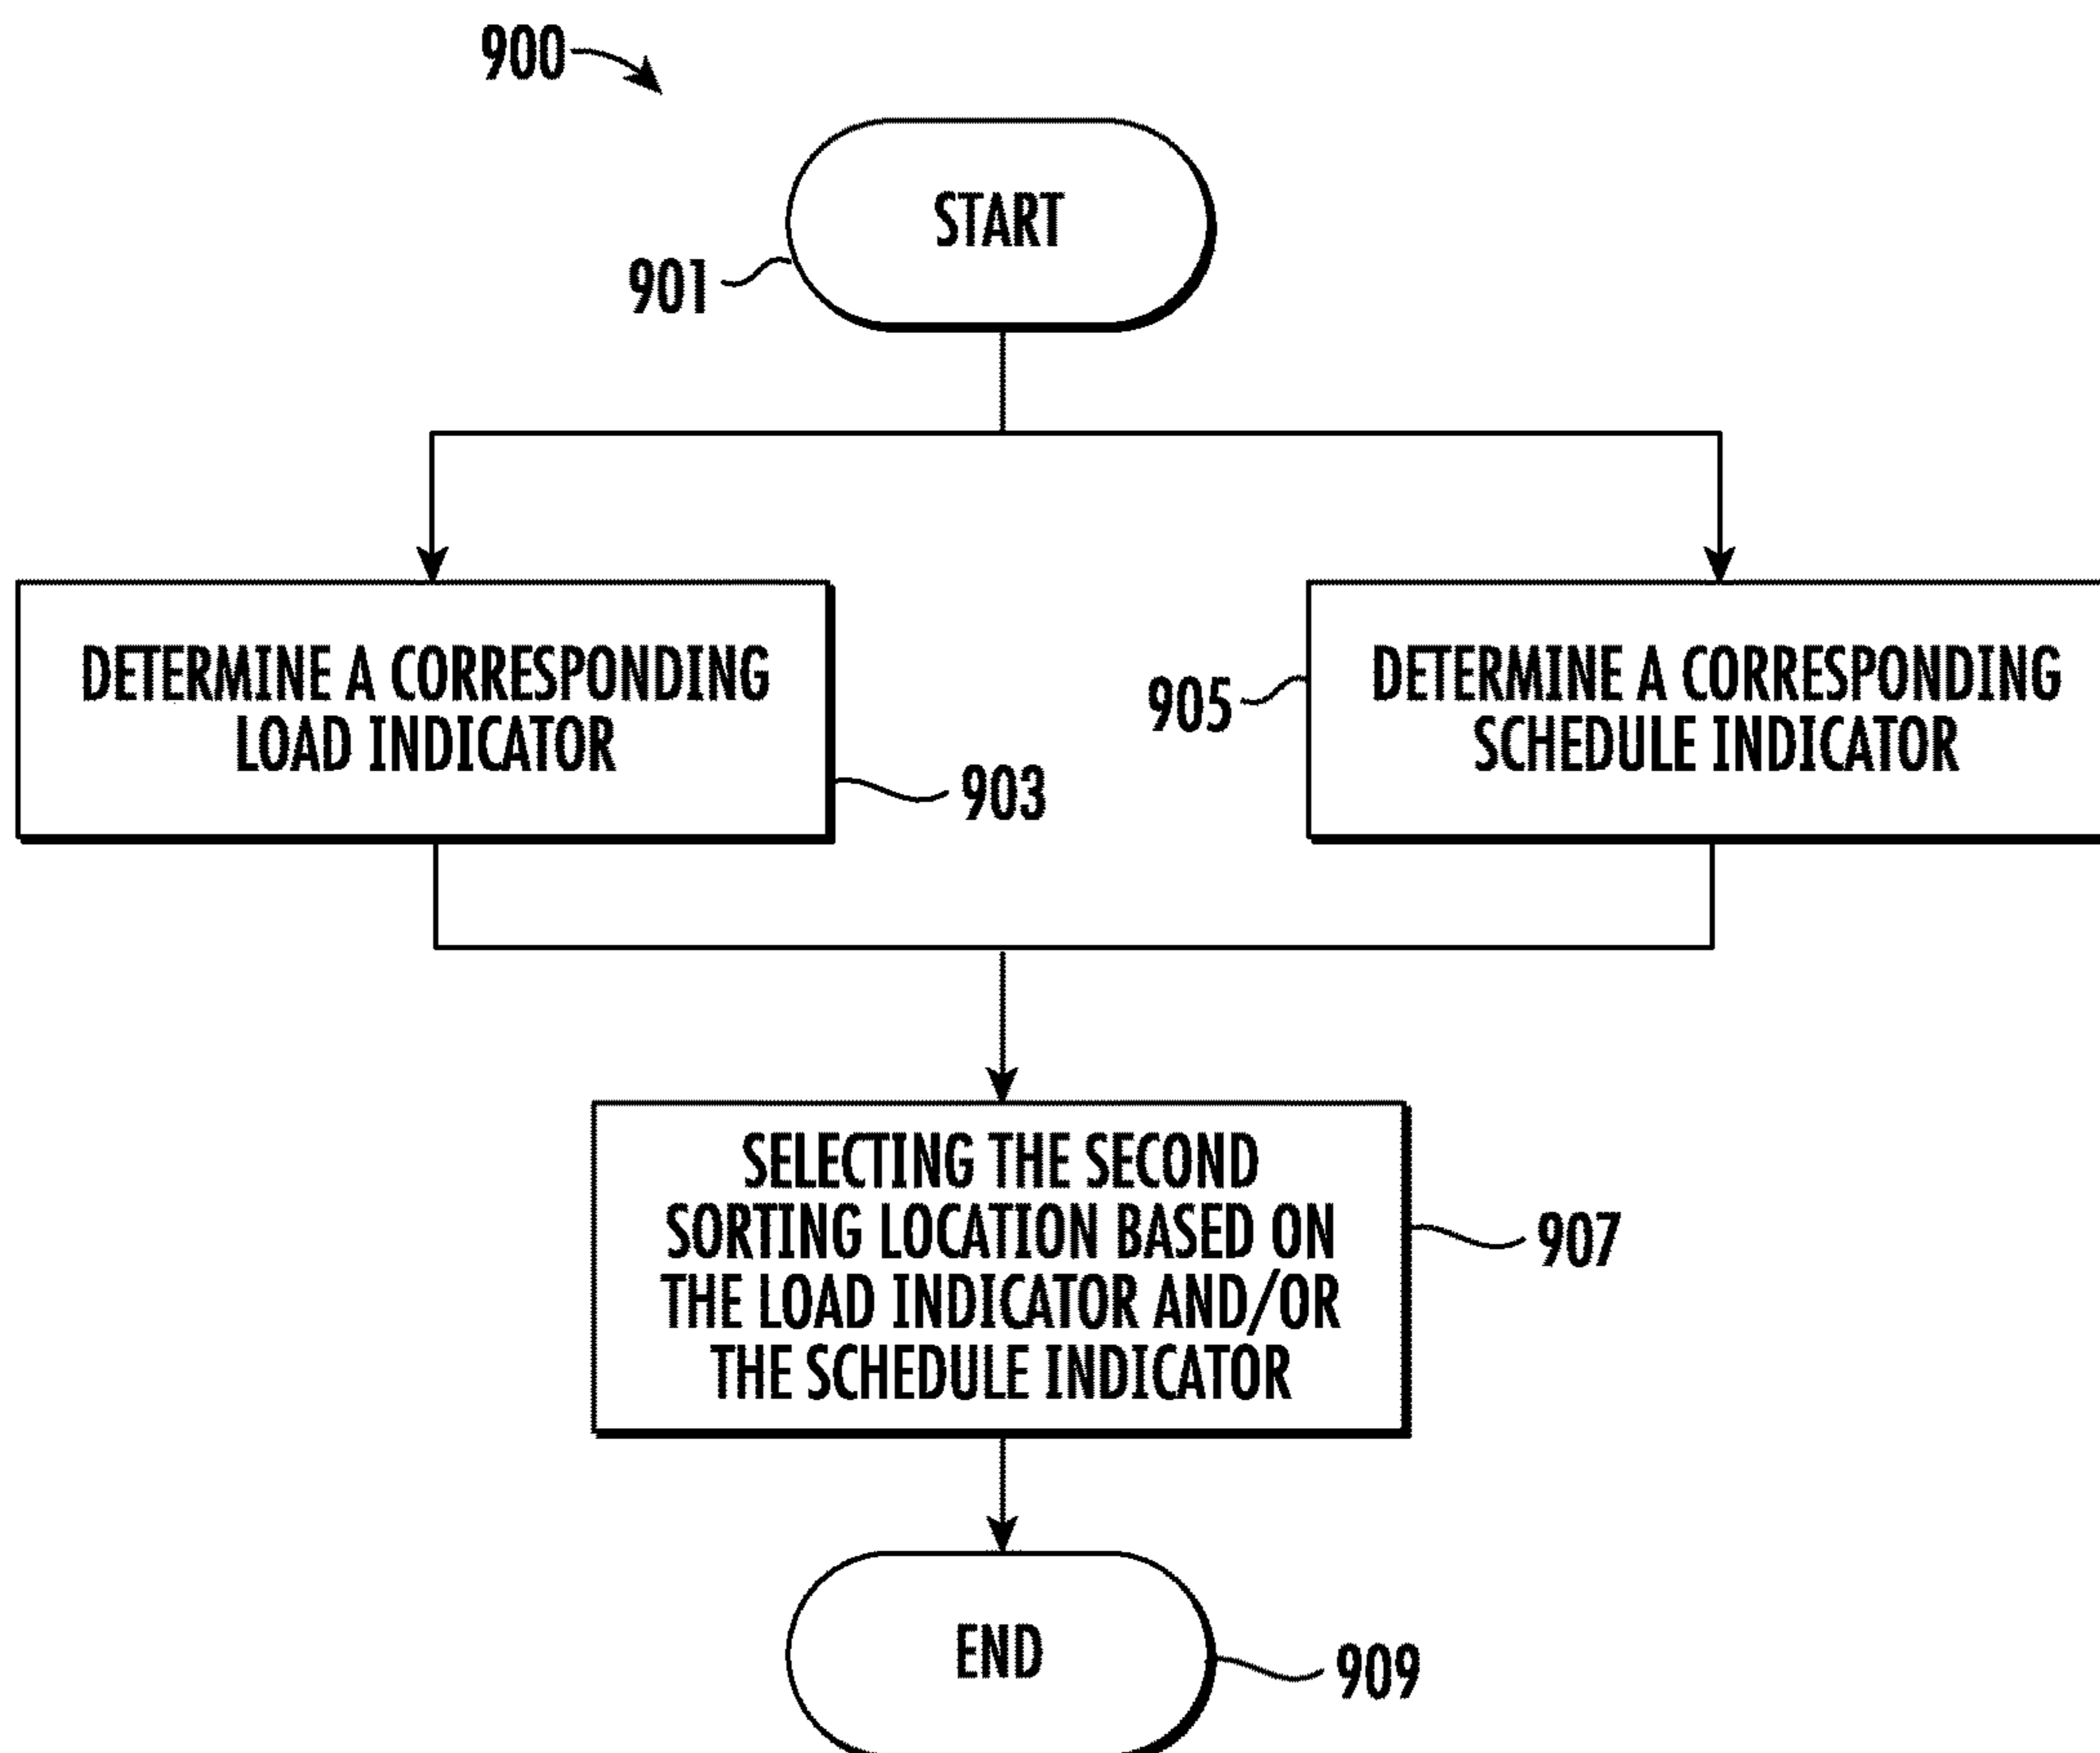 900
START
901
DETERMINE A CORRESPONDING
LOAD INDICATOR
903
905
DETERMINE A CORRESPONDING
SCHEDULE INDICATOR
SELECTING THE SECOND
SORTING LOCATION BASED ON
THE LOAD INDICATOR AND/OR
THE SCHEDULE INDICATOR
907
END
909